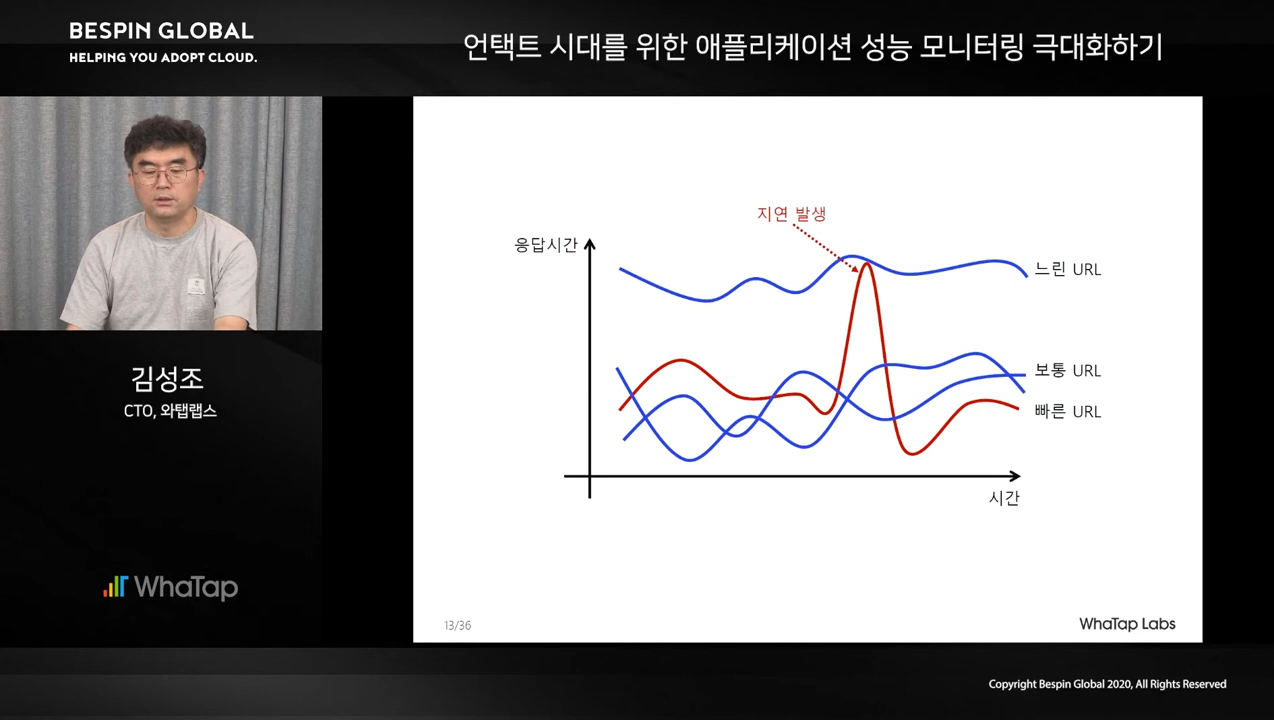 BESPIN GLOBAL
HELPING YOU ADOPT CLOUD.
언택트 시대를 위한 애플리케이션 성능 모니터링 극대화하기
김성조
CTO, 와탭랩스
WhaTap
지연 발생
응답시간
느린 URL
보통 URL
빠른 URL
시간
13/36
WhaTap Labs
Copyright Bespin Global 2020, All Rights Reserved